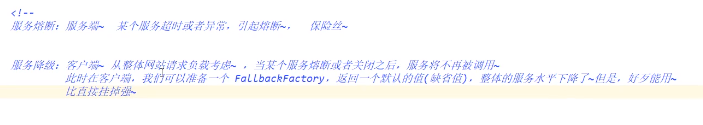 <!--
服务熔断：服务端~ 某个服务超时或者异常，引起熔断~， 保险丝~
服务降级：客户端~ 从整体网站请求负载考虑~ ，当某个服务熔断或者关闭之后，服务将不再被调用~
此时在客户端，我们可以准备一个 FallbackFactory，返回一个默认的值(缺省值)，整体的服务水平下降了~但是，好歹能用~
比直接挂掉强~